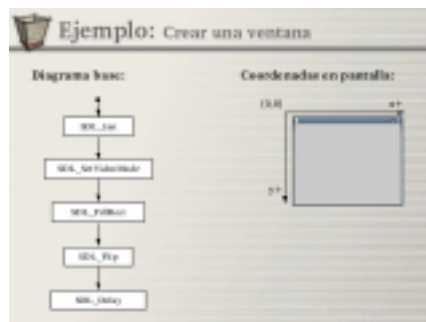 Ejemplo: Crear una ventana
Diagrama base:
SDL_Init
SDL_SetVideoMode
SDL_FillRect
SDL_Flip
SDL_Delay
Coordenadas en pantalla:
(0,0)
x+
y+